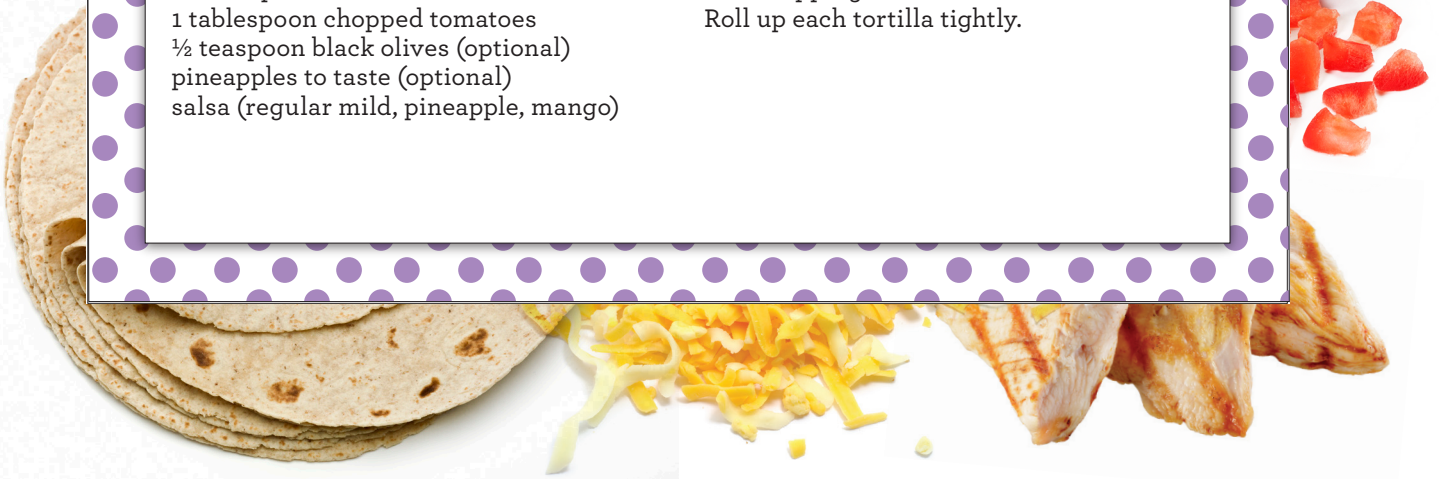 1 tablespoon chopped tomatoes
½ teaspoon black olives (optional)
pineapples to taste (optional)
salsa (regular mild, pineapple, mango)
Roll up each tortilla tightly.